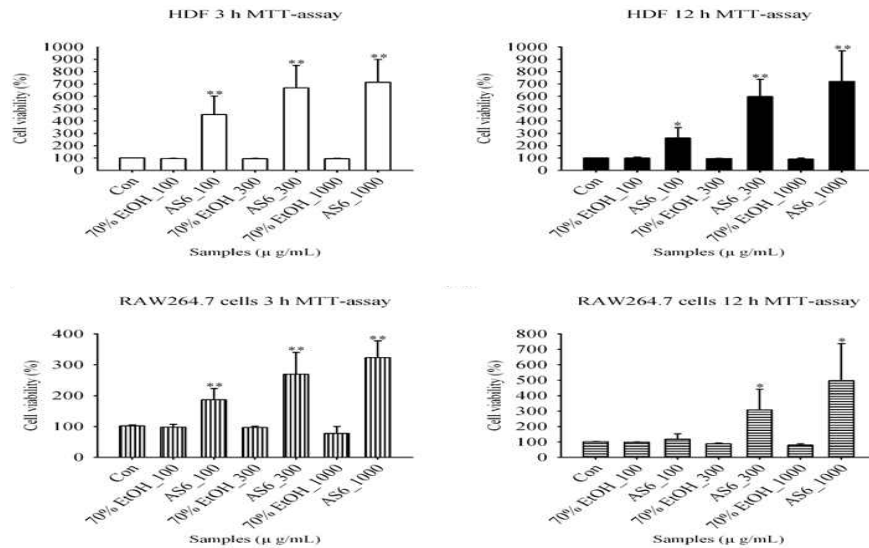 HDF 3 h MTT-assay
Cell viability (%)
1000
900
800
700
600
500
400
300
200
100
0
**
**
**
Con
70% EtOH_100
AS6_100
70% EtOH_300
AS6_300
70% EtOH_1000
AS6_1000
Samples (μ g/mL)
HDF 12 h MTT-assay
Cell viability (%)
1000
900
800
700
600
500
400
300
200
100
0
*
**
**
Con
70% EtOH_100
AS6_100
70% EtOH_300
AS6_300
70% EtOH_1000
AS6_1000
Samples (μ g/mL)
RAW264.7 cells 3 h MTT-assay
Cell viability (%)
400
300
200
100
0
**
**
**
Con
70% EtOH_100
AS6_100
70% EtOH_300
AS6_300
70% EtOH_1000
AS6_1000
Samples (μ g/mL)
RAW264.7 cells 12 h MTT-assay
Cell viability (%)
800
700
600
500
400
300
200
100
0
*
*
Con
70% EtOH_100
AS6_100
70% EtOH_300
AS6_300
70% EtOH_1000
AS6_1000
Samples (μ g/mL)